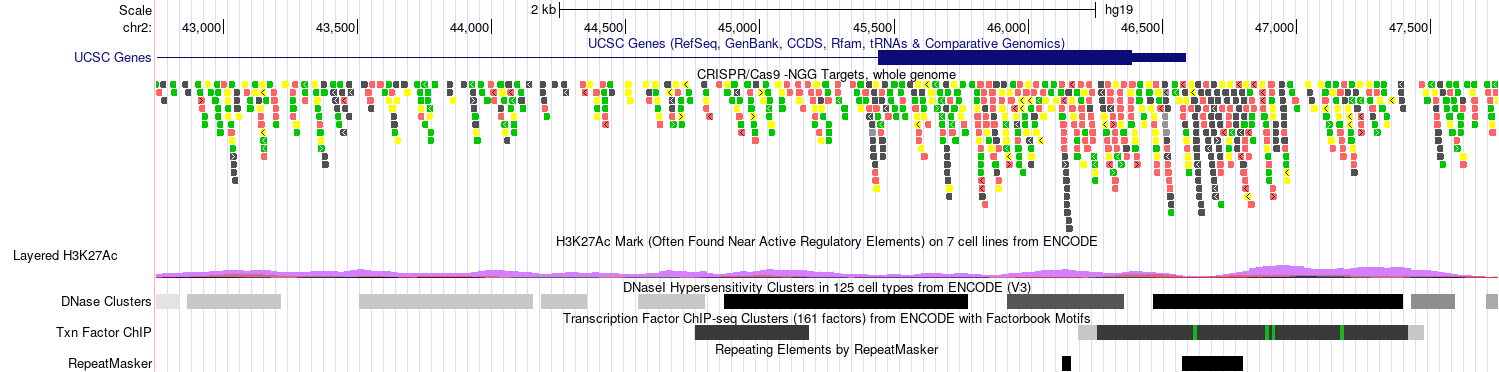 Scale 2 kb hg19
chr2: 43,000 43,500 44,000 44,500 45,000 45,500 46,000 46,500 47,000 47,500
UCSC Genes (RefSeq, GenBank, CCDS, Rfam, tRNAs & Comparative Genomics)
UCSC Genes
CRISPR/Cas9 -NGG Targets, whole genome
H3K27Ac Mark (Often Found Near Active Regulatory Elements) on 7 cell lines from ENCODE
Layered H3K27Ac
DNaseI Hypersensitivity Clusters in 125 cell types from ENCODE (V3)
DNase Clusters
Transcription Factor ChIP-seq Clusters (161 factors) from ENCODE with Factorbook Motifs
Txn Factor ChIP
Repeating Elements by RepeatMasker
RepeatMasker